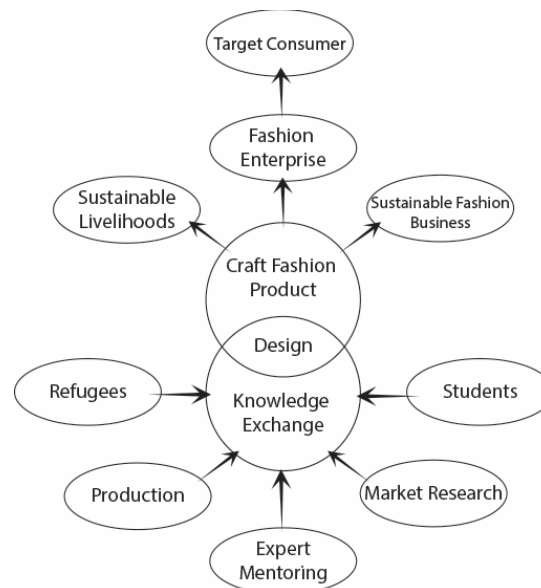 Target Consumer
Fashion
Enterprise
Sustainable
Livelihoods
Sustainable Fashion
Business
Craft Fashion
Product
Design
Refugees
Knowledge
Exchange
Students
Production
Market Research
Expert
Mentoring